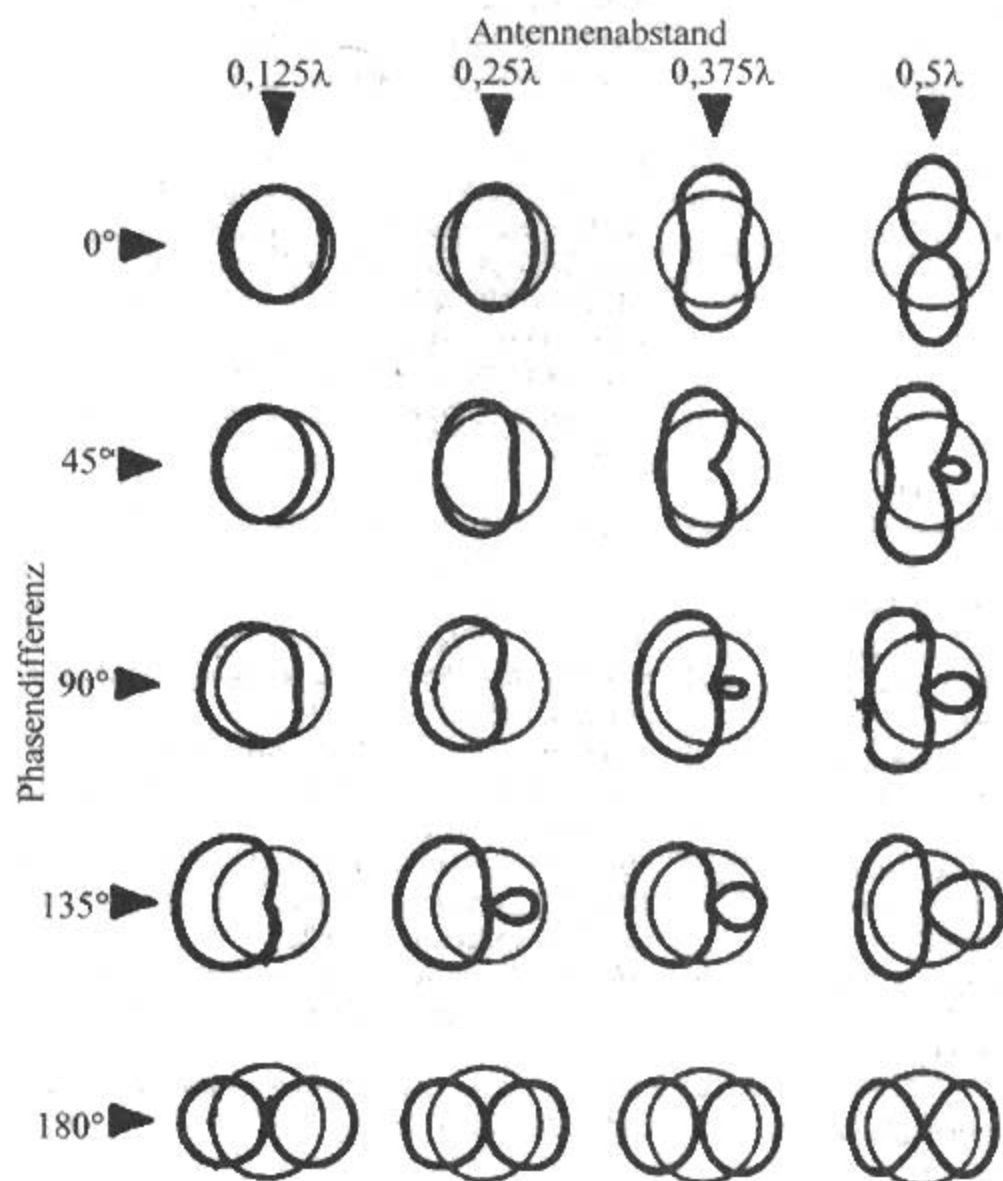 Antennenabstand
0,125λ 0,25λ 0,375λ 0,5λ
0°
45°
Phasendifferenz
90°
135°
180°